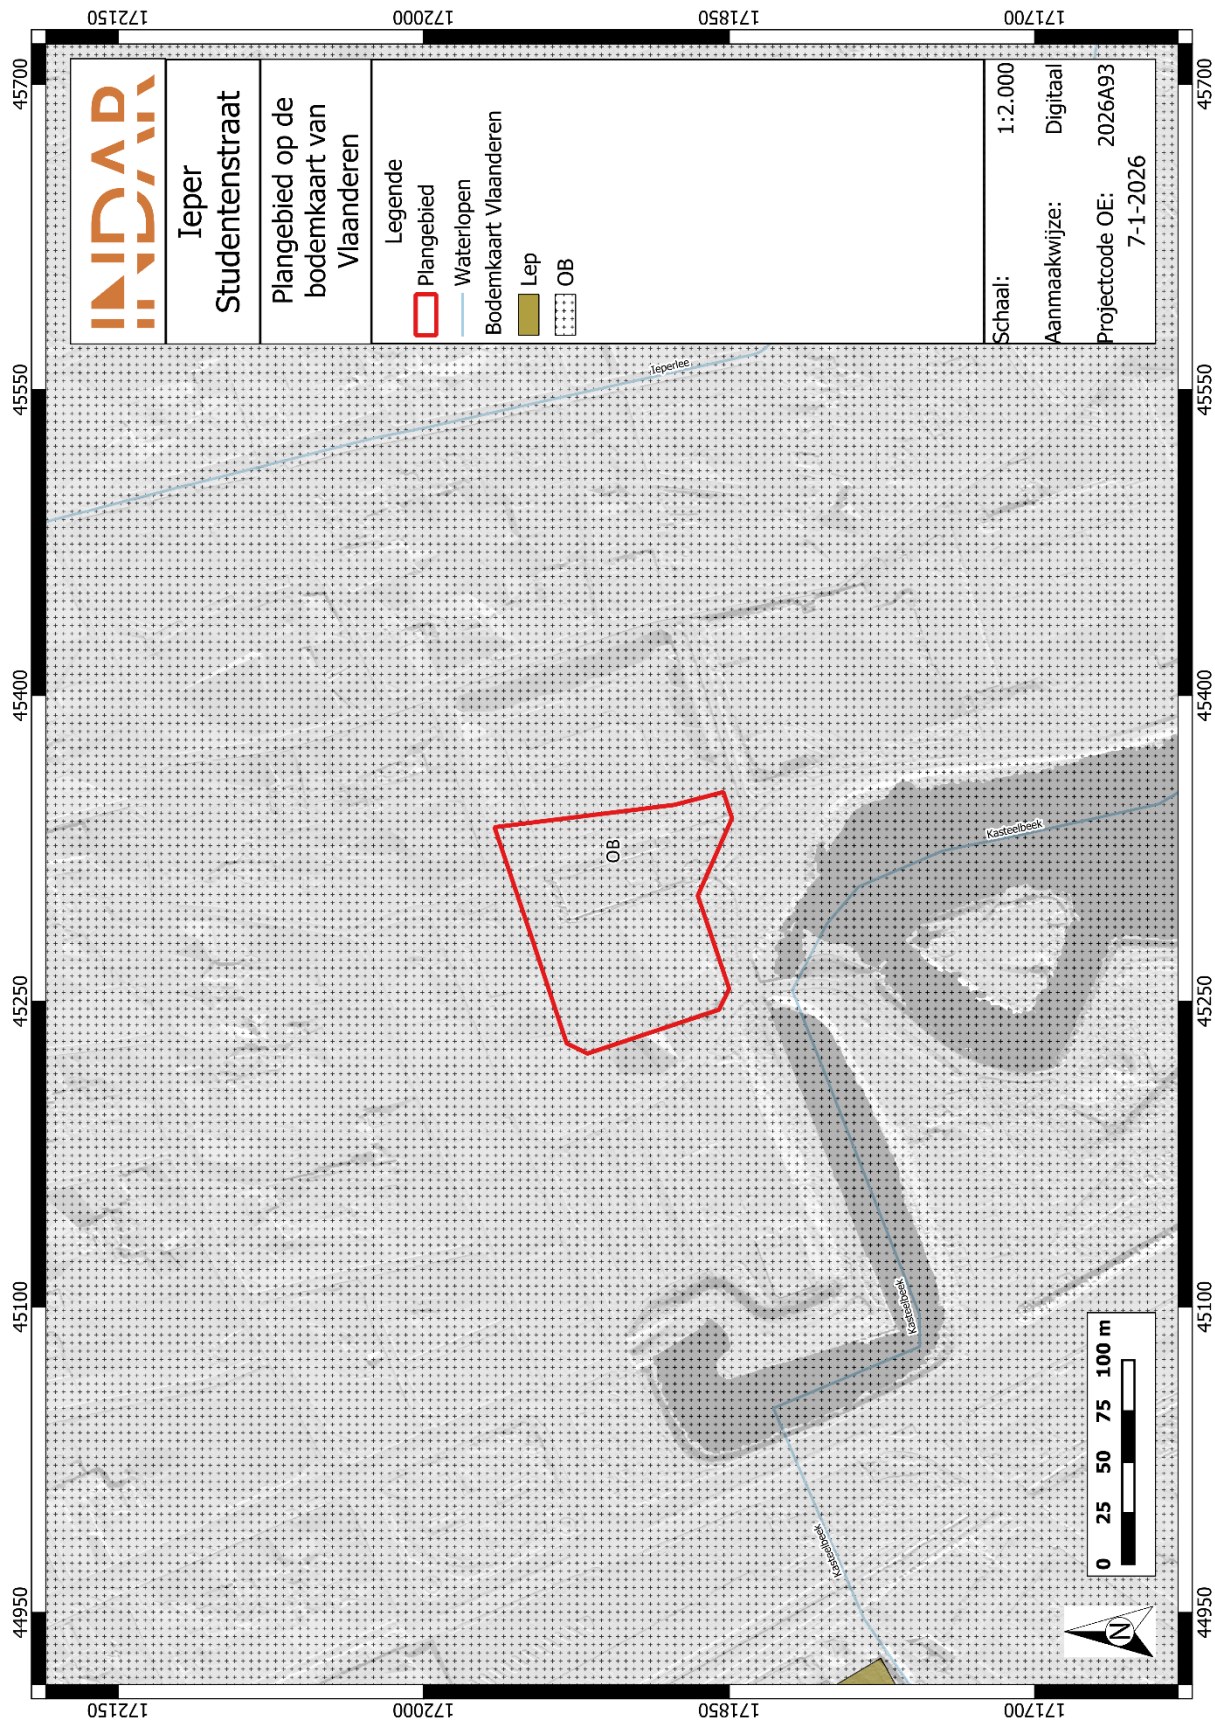 INDAR
Ieper
Studentenstraat
Plangebied op de
bodemkaart van
Vlaanderen
Legende
Plangebied
Waterlopen
Bodemkaart Vlaanderen
Lep
OB
Schaal: 1:2.000
Aanmaakwijze: Digitaal
Projectcode OE: 2026A93
7-1-2026
44950 45100 45250 45400 45550 45700
172150 172150
172000 172000
171850 171850
171700 171700
44950 45100 45250 45400 45550 45700
Ieperlee
OB
Kasteelbeek
Kasteelbeek
Kasteelbeek
N
0 25 50 75 100 m